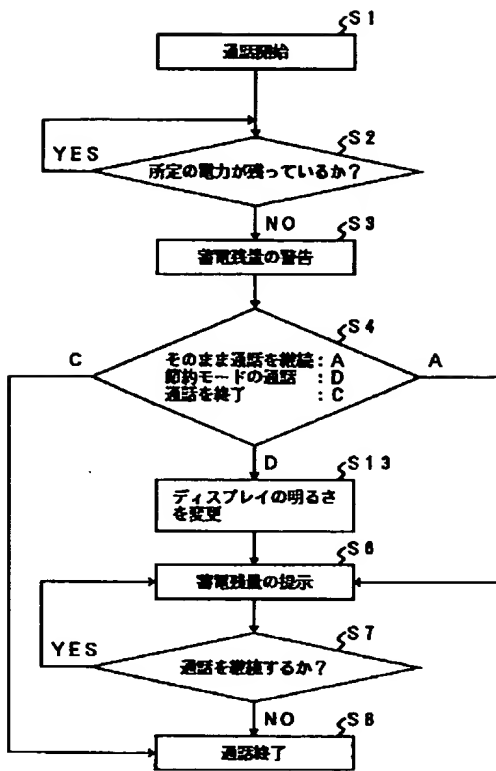 S1
通話開始
S2
YES
所定の電力が残っているか?
NO
S3
蓄電残量の警告
S4
C
A
そのまま通話を継続:A
節約モードの通話 :D
通話を終了 :C
D
S13
ディスプレイの明るさ
を変更
S6
蓄電残量の提示
S7
YES
通話を継続するか?
NO
S8
通話終了